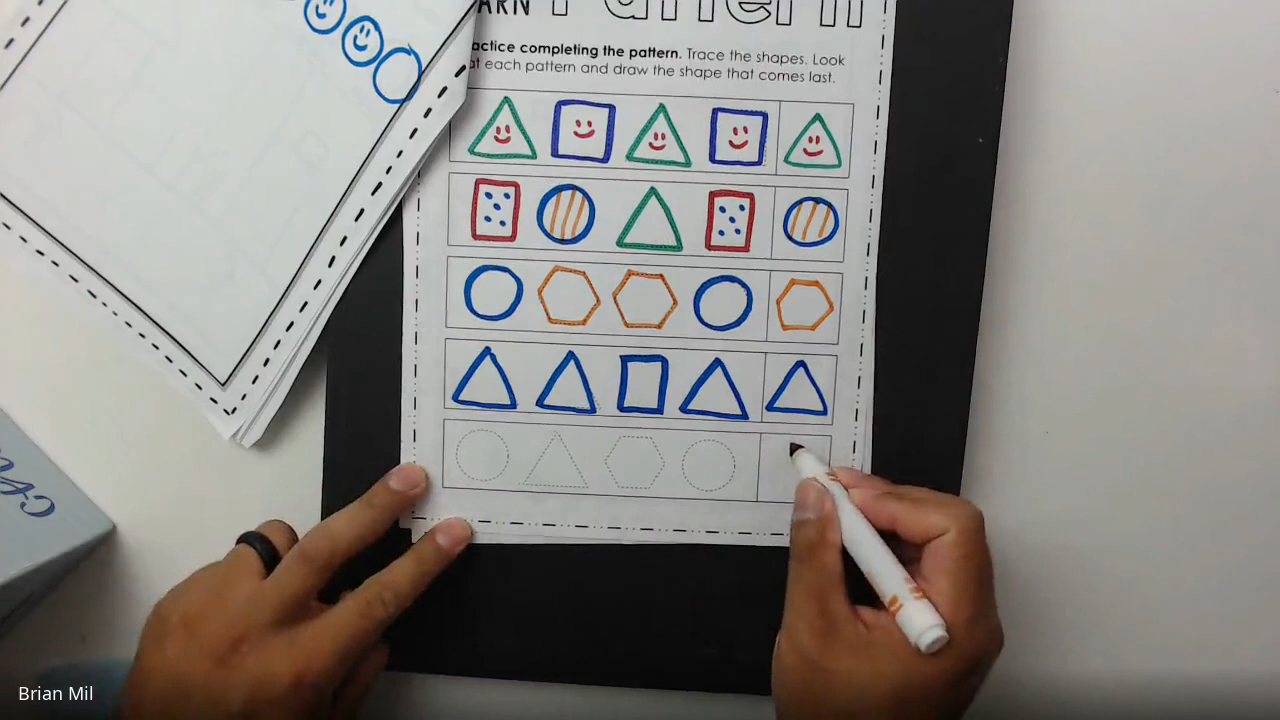 Pattern
actice completing the pattern. Trace the shapes. Look
at each pattern and draw the shape that comes last.
Brian Mil